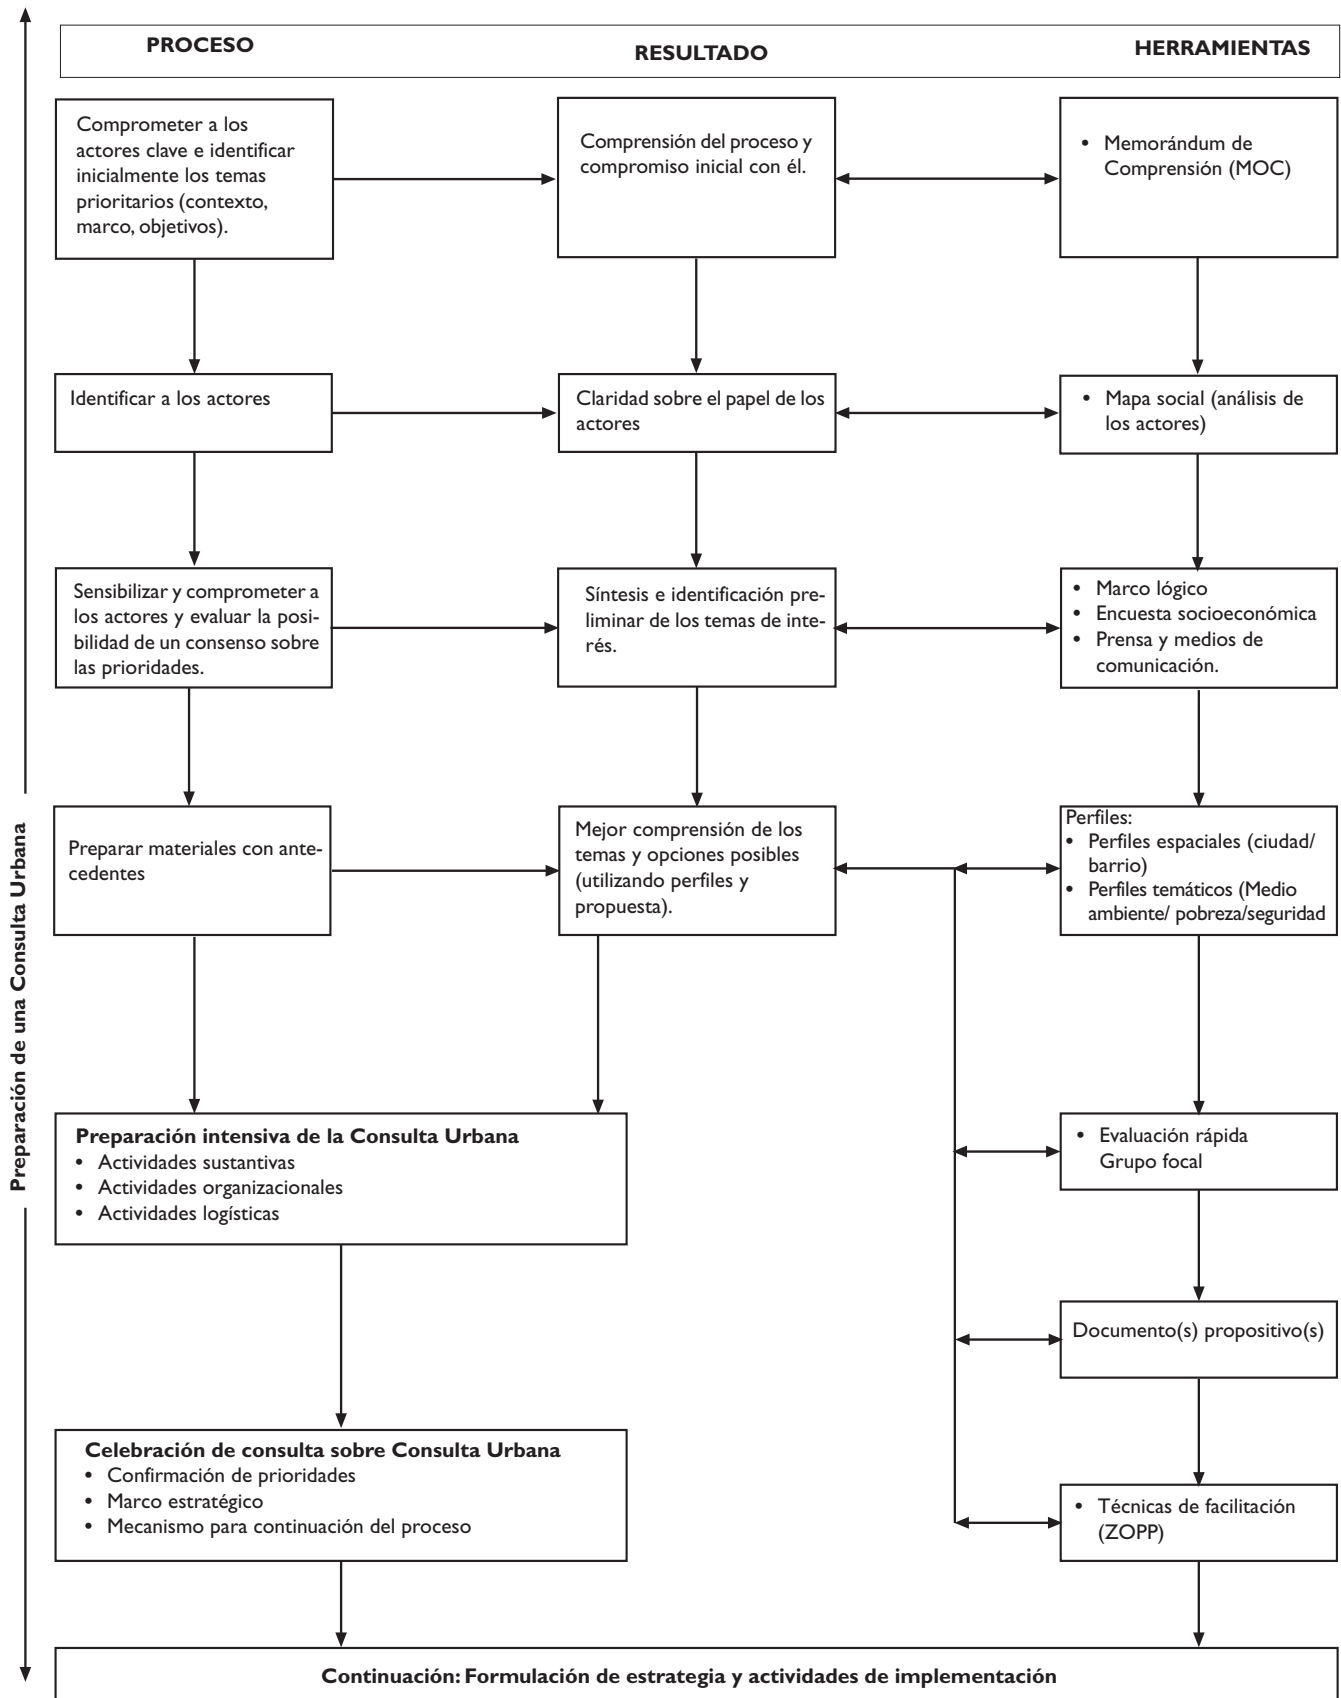 PROCESO
RESULTADO
HERRAMIENTAS
Comprometer a los
actores clave e identificar
inicialmente los temas
prioritarios (contexto,
marco, objetivos).
Comprensión del proceso y
compromiso inicial con él.
• Memorándum de
Comprensión (MOC)
Identificar a los actores
Claridad sobre el papel de los
actores
• Mapa social (análisis de
los actores)
Sensibilizar y comprometer a
los actores y evaluar la posi-
bilidad de un consenso sobre
las prioridades.
Síntesis e identificación pre-
liminar de los temas de inte-
rés.
• Marco lógico
• Encuesta socioeconómica
• Prensa y medios de
comunicación.
Preparar materiales con ante-
cedentes
Mejor comprensión de los
temas y opciones posibles
(utilizando perfiles y
propuesta).
Perfiles:
• Perfiles espaciales (ciudad/
barrio)
• Perfiles temáticos (Medio
ambiente/ pobreza/seguridad
Preparación de una Consulta Urbana
Preparación intensiva de la Consulta Urbana
• Actividades sustantivas
• Actividades organizacionales
• Actividades logísticas
• Evaluación rápida
Grupo focal
Documento(s) propositivo(s)
Celebración de consulta sobre Consulta Urbana
• Confirmación de prioridades
• Marco estratégico
• Mecanismo para continuación del proceso
• Técnicas de facilitación
(ZOPP)
Continuación: Formulación de estrategia y actividades de implementación